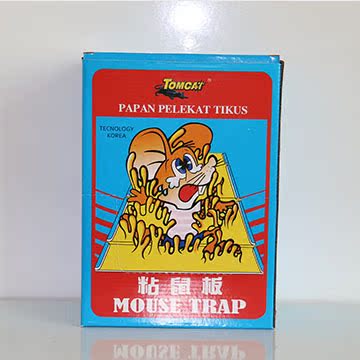 TOMCAT
PAPAN PELEKAT TIKUS
TECNOLOGY
KOREA
粘鼠板
MOUSE TRAP